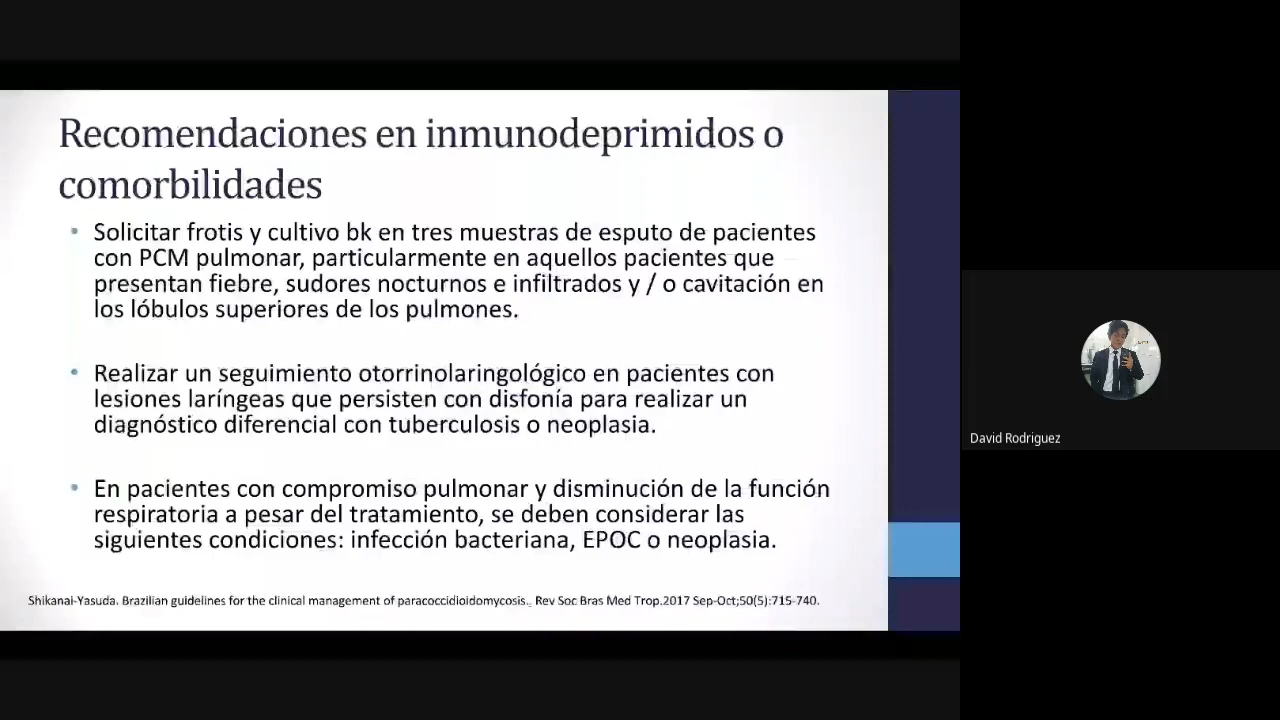 Recomendaciones en inmunodeprimidos o
comorbilidades
• Solicitar frotis y cultivo bk en tres muestras de esputo de pacientes
con PCM pulmonar, particularmente en aquellos pacientes que
presentan fiebre, sudores nocturnos e infiltrados y / o cavitación en
los lóbulos superiores de los pulmones.
• Realizar un seguimiento otorrinolaringológico en pacientes con
lesiones laríngeas que persisten con disfonía para realizar un
diagnóstico diferencial con tuberculosis o neoplasia.
• En pacientes con compromiso pulmonar y disminución de la función
respiratoria a pesar del tratamiento, se deben considerar las
siguientes condiciones: infección bacteriana, EPOC o neoplasia.
Shikanai-Yasuda. Brazilian guidelines for the clinical management of paracoccidioidomycosis.. Rev Soc Bras Med Trop.2017 Sep-Oct;50(5):715-740.
David Rodriguez